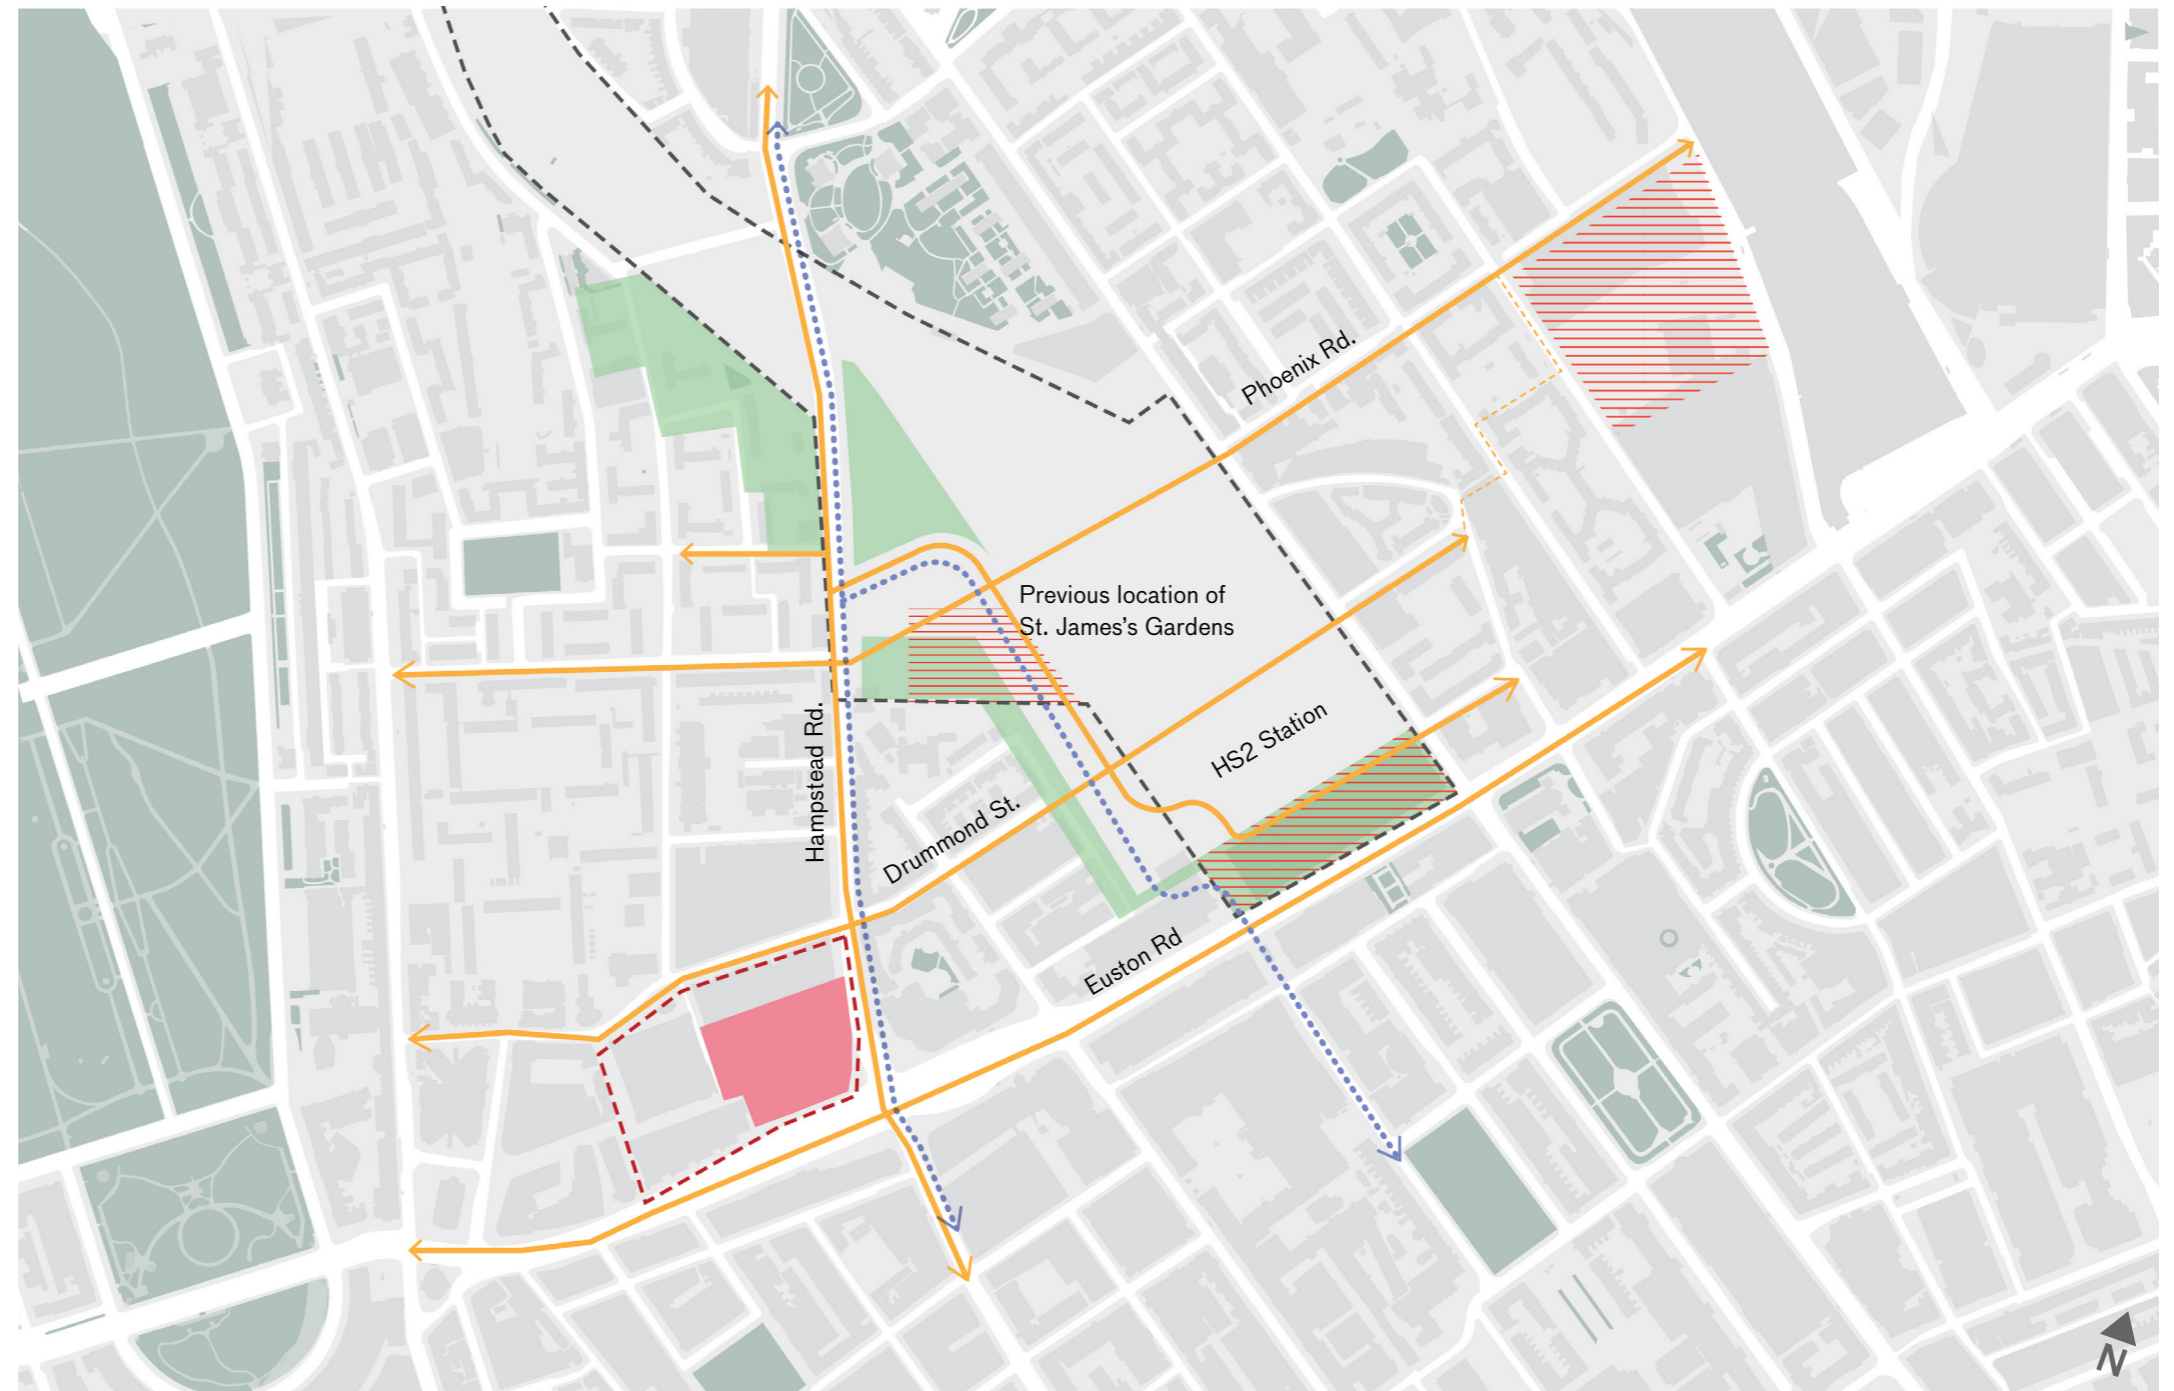 Phoenix Rd.
Previous location of
St. James's Gardens
HS2 Station
Hampstead Rd.
Drummond St.
Euston Rd
N